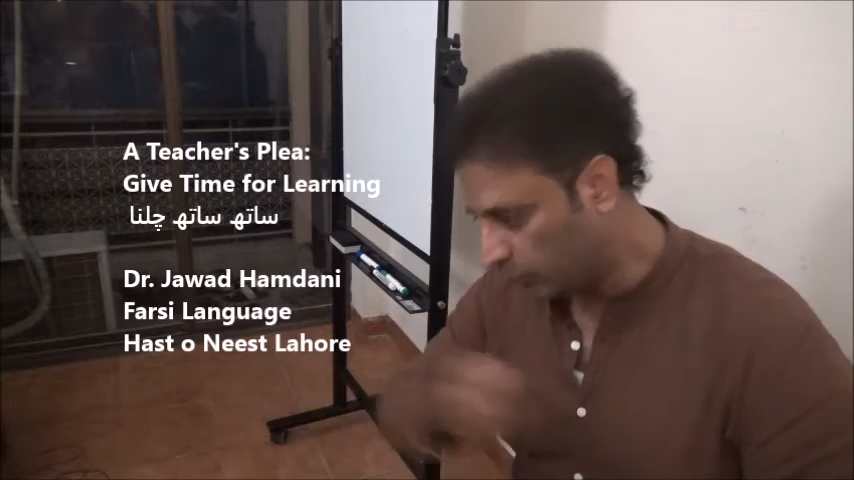 A Teacher's Plea:
Give Time for Learning
ساتھ ساتھ چلنا
Dr. Jawad Hamdani
Farsi Language
Hast o Neest Lahore